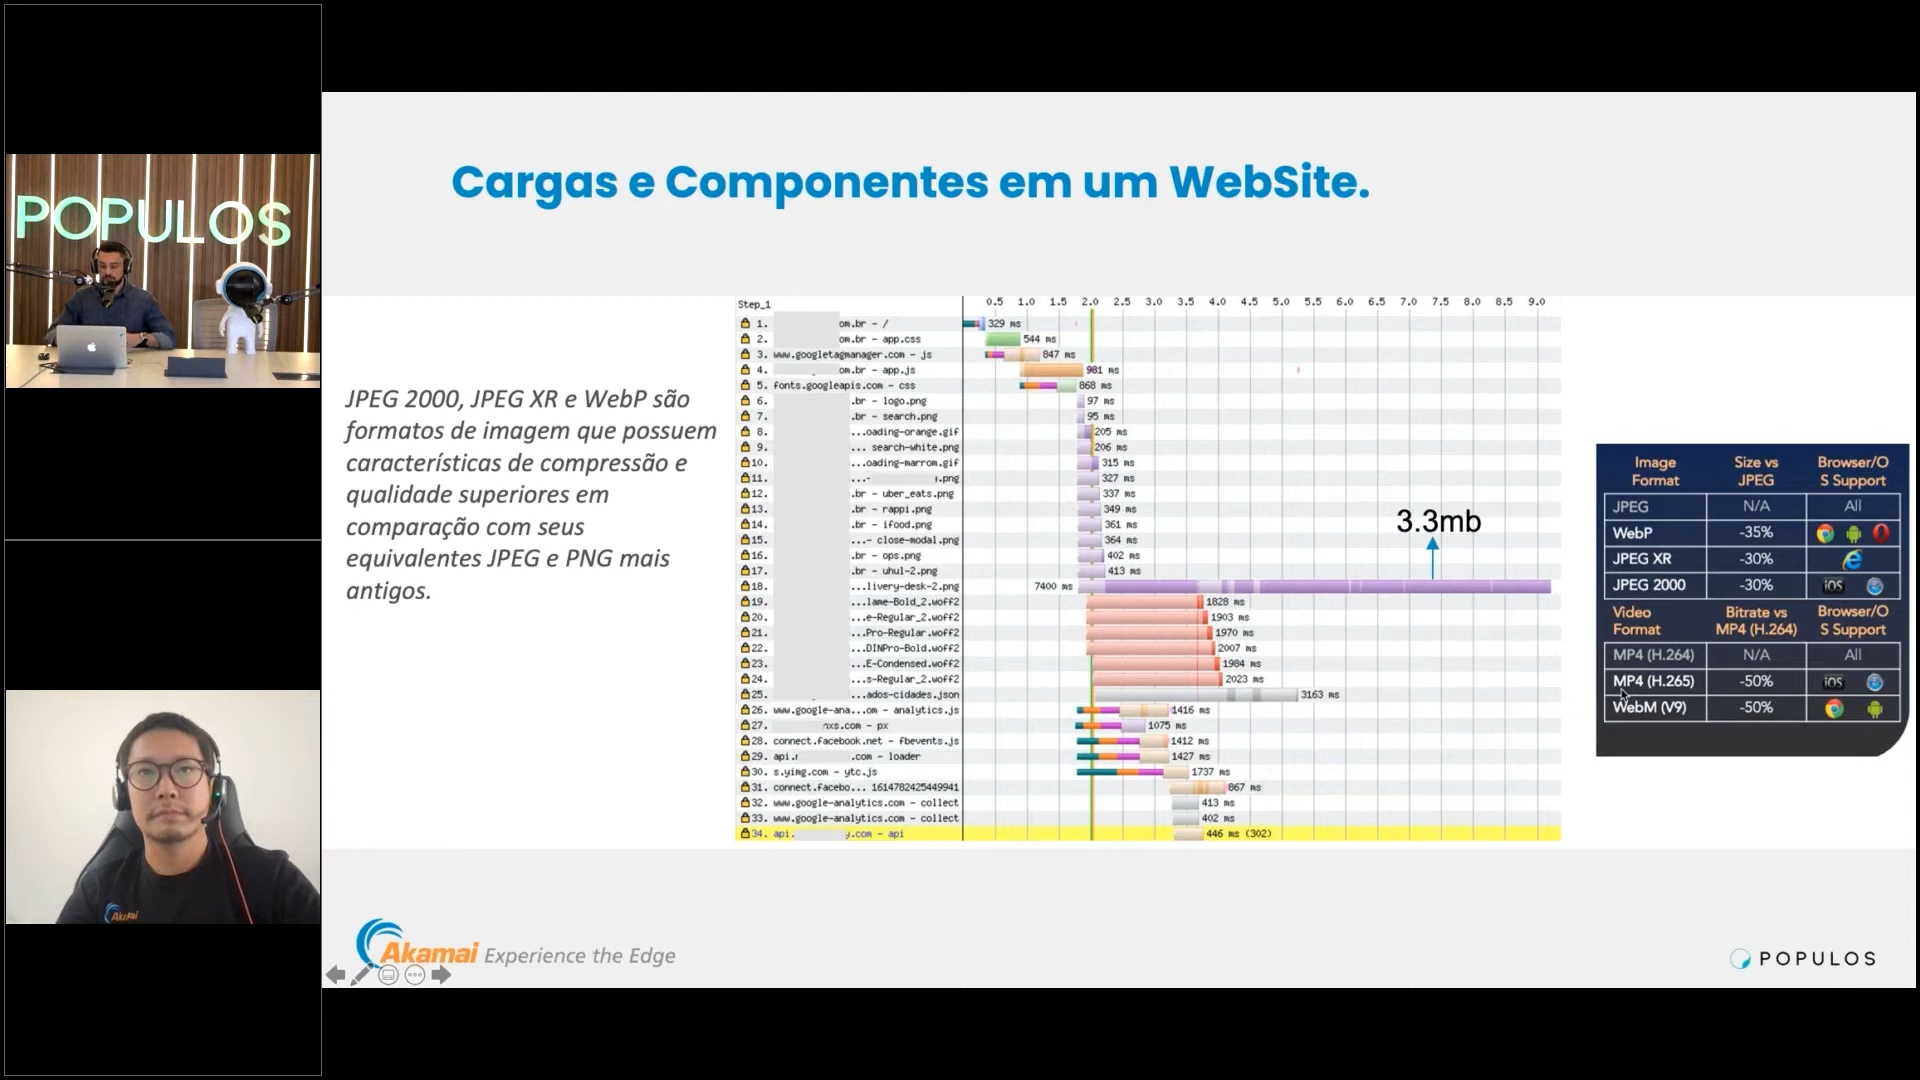 POPULOS
Akamai
Cargas e Componentes em um WebSite.
JPEG 2000, JPEG XR e WebP são
formatos de imagem que possuem
características de compressão e
qualidade superiores em
comparação com seus
equivalentes JPEG e PNG mais
antigos.
Step_1 0.5 1.0 1.5 2.0 2.5 3.0 3.5 4.0 4.5 5.0 5.5 6.0 6.5 7.0 7.5 8.0 8.5 9.0
1. om.br - / 329 ms
2. om.br - app.css 544 ms
3. www.googletagmanager.com - js 847 ms
4. om.br - app.js 981 ms
5. fonts.googleapis.com - css 868 ms
6. .br - logo.png 97 ms
7. .br - search.png 95 ms
8. ...oading-orange.gif 205 ms
9. ... search-white.png 206 ms
10. ...oading-marrom.gif 315 ms
11. ...- .png 327 ms
12. .br - uber_eats.png 337 ms
13. .br - rappi.png 349 ms
14. .br - ifood.png 361 ms
15. ...- close-modal.png 364 ms
16. .br - ops.png 402 ms
17. .br - uhul-2.png 413 ms
18. ...livery-desk-2.png 7400 ms
19. ...lame-Bold_2.woff2 1828 ms
20. ...e-Regular_2.woff2 1903 ms
21. ...Pro-Regular.woff2 1970 ms
22. ...DINPro-Bold.woff2 2007 ms
23. ...E-Condensed.woff2 1984 ms
24. ...s-Regular_2.woff2 2023 ms
25. ...ados-cidades.json 3163 ms
26. www.google-ana...om - analytics.js 1416 ms
27. nxs.com - px 1075 ms
28. connect.facebook.net - fbevents.js 1412 ms
29. api. .com - loader 1427 ms
30. s.yimg.com - ytc.js 1737 ms
31. connect.facebo... 1614782425449941 867 ms
32. www.google-analytics.com - collect 413 ms
33. www.google-analytics.com - collect 402 ms
34. api. y.com - api 446 ms (302)
3.3mb
Image Format Size vs JPEG Browser/O S Support
JPEG N/A All
WebP -35%
JPEG XR -30%
JPEG 2000 -30% iOS
Video Format Bitrate vs MP4 (H.264) Browser/O S Support
MP4 (H.264) N/A All
MP4 (H.265) -50% iOS
WebM (V9) -50%
Akamai Experience the Edge
POPULOS